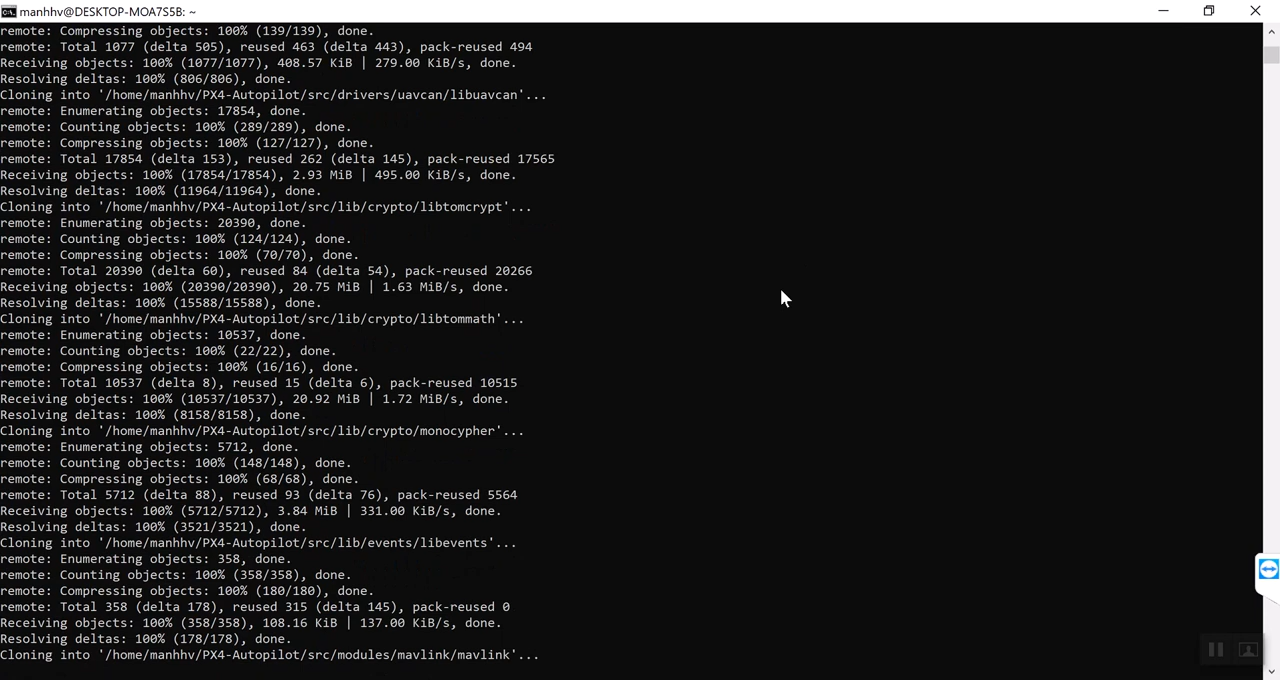 manhhv@DESKTOP-MOA7S5B: ~
remote: Compressing objects: 100% (139/139), done.
remote: Total 1077 (delta 505), reused 463 (delta 443), pack-reused 494
Receiving objects: 100% (1077/1077), 408.57 KiB | 279.00 KiB/s, done.
Resolving deltas: 100% (806/806), done.
Cloning into '/home/manhhv/PX4-Autopilot/src/drivers/uavcan/libuavcan'...
remote: Enumerating objects: 17854, done.
remote: Counting objects: 100% (289/289), done.
remote: Compressing objects: 100% (127/127), done.
remote: Total 17854 (delta 153), reused 262 (delta 145), pack-reused 17565
Receiving objects: 100% (17854/17854), 2.93 MiB | 495.00 KiB/s, done.
Resolving deltas: 100% (11964/11964), done.
Cloning into '/home/manhhv/PX4-Autopilot/src/lib/crypto/libtomcrypt'...
remote: Enumerating objects: 20390, done.
remote: Counting objects: 100% (124/124), done.
remote: Compressing objects: 100% (70/70), done.
remote: Total 20390 (delta 60), reused 84 (delta 54), pack-reused 20266
Receiving objects: 100% (20390/20390), 20.75 MiB | 1.63 MiB/s, done.
Resolving deltas: 100% (15588/15588), done.
Cloning into '/home/manhhv/PX4-Autopilot/src/lib/crypto/libtommath'...
remote: Enumerating objects: 10537, done.
remote: Counting objects: 100% (22/22), done.
remote: Compressing objects: 100% (16/16), done.
remote: Total 10537 (delta 8), reused 15 (delta 6), pack-reused 10515
Receiving objects: 100% (10537/10537), 20.92 MiB | 1.72 MiB/s, done.
Resolving deltas: 100% (8158/8158), done.
Cloning into '/home/manhhv/PX4-Autopilot/src/lib/crypto/monocypher'...
remote: Enumerating objects: 5712, done.
remote: Counting objects: 100% (148/148), done.
remote: Compressing objects: 100% (68/68), done.
remote: Total 5712 (delta 88), reused 93 (delta 76), pack-reused 5564
Receiving objects: 100% (5712/5712), 3.84 MiB | 331.00 KiB/s, done.
Resolving deltas: 100% (3521/3521), done.
Cloning into '/home/manhhv/PX4-Autopilot/src/lib/events/libevents'...
remote: Enumerating objects: 358, done.
remote: Counting objects: 100% (358/358), done.
remote: Compressing objects: 100% (180/180), done.
remote: Total 358 (delta 178), reused 315 (delta 145), pack-reused 0
Receiving objects: 100% (358/358), 108.16 KiB | 137.00 KiB/s, done.
Resolving deltas: 100% (178/178), done.
Cloning into '/home/manhhv/PX4-Autopilot/src/modules/mavlink/mavlink'...